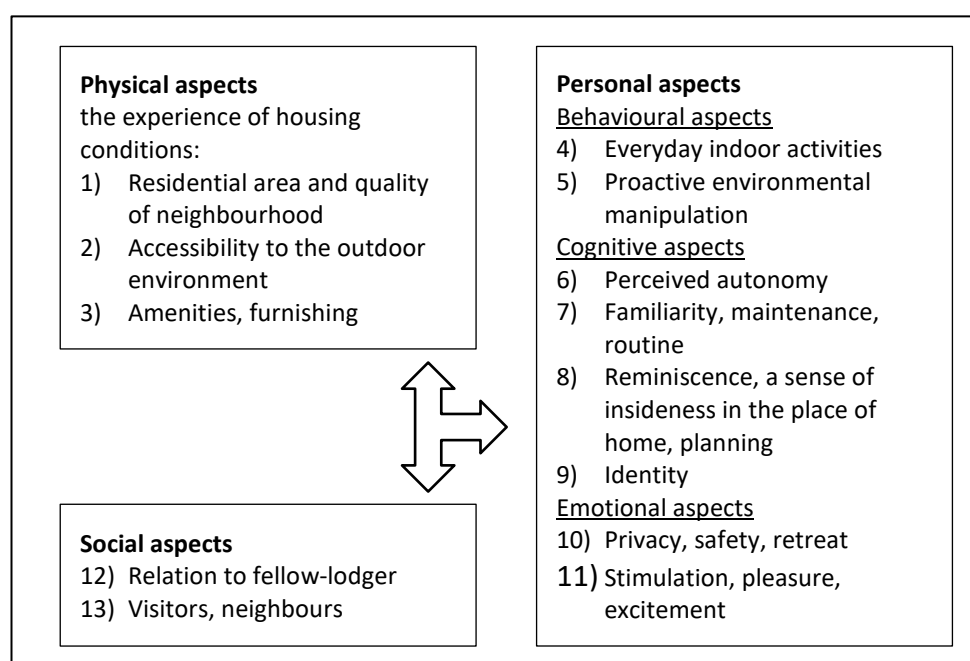 Physical aspects
the experience of housing
conditions:
1) Residential area and quality
of neighbourhood
2) Accessibility to the outdoor
environment
3) Amenities, furnishing
Personal aspects
Behavioural aspects
4) Everyday indoor activities
5) Proactive environmental
manipulation
Cognitive aspects
6) Perceived autonomy
7) Familiarity, maintenance,
routine
8) Reminiscence, a sense of
insideness in the place of
home, planning
9) Identity
Emotional aspects
10) Privacy, safety, retreat
11) Stimulation, pleasure,
excitement
Social aspects
12) Relation to fellow-lodger
13) Visitors, neighbours